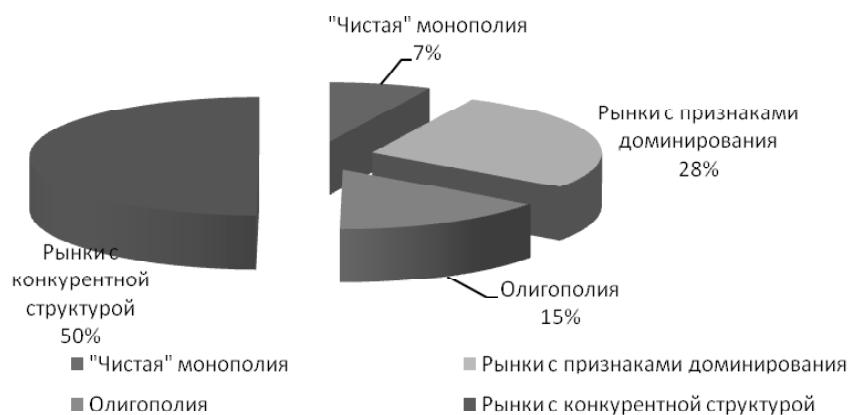 "Чистая" монополия
7%
Рынки с признаками
доминирования
28%
Олигополия
15%
Рынки с
конкурентной
структурой
50%
"Чистая" монополия
Рынки с признаками доминирования
Олигополия
Рынки с конкурентной структурой